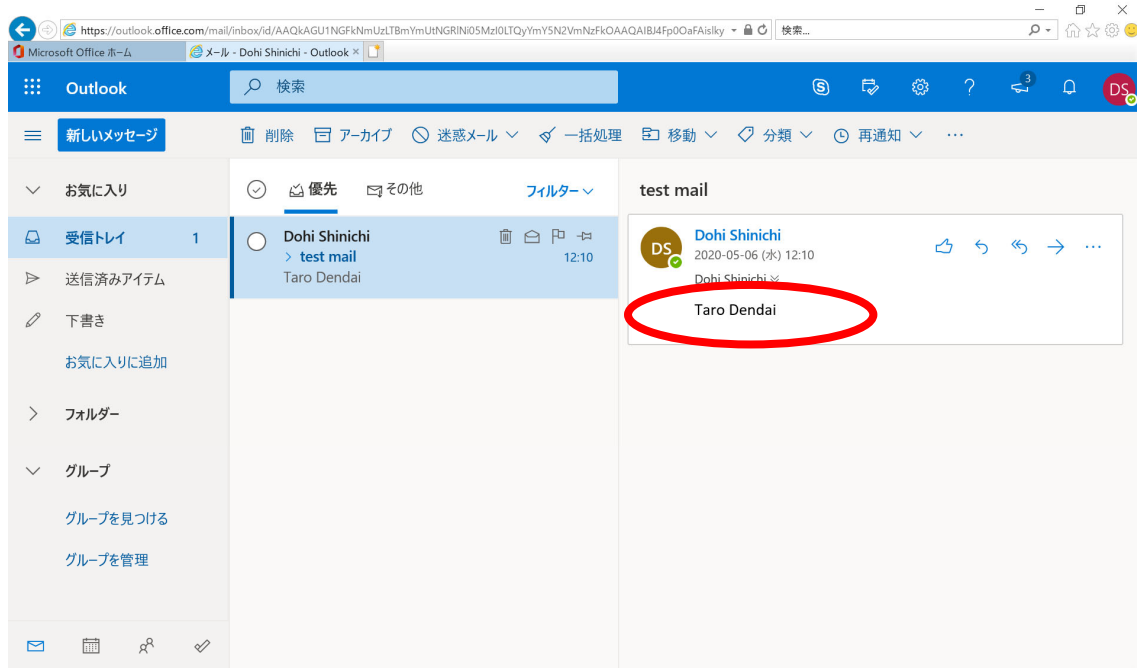 https://outlook.office.com/mail/inbox/id/AAQkAGU1NGFkNmUzLTBmYmUtNGRlNi05MzI0LTQyYmY5N2VmNzFkOAAQAIBJ4Fp0OaFAislky 検索...
Microsoft Office ホーム メール - Dohi Shinichi - Outlook
Outlook 検索 3 DS
新しいメッセージ 削除 アーカイブ 迷惑メール 一括処理 移動 分類 再通知 ...
お気に入り
受信トレイ 1
送信済みアイテム
下書き
お気に入りに追加
フォルダー
グループ
グループを見つける
グループを管理
優先 その他 フィルター
Dohi Shinichi
> test mail 12:10
Taro Dendai
test mail
DS Dohi Shinichi
2020-05-06 (水) 12:10
Dohi Shinichi
Taro Dendai